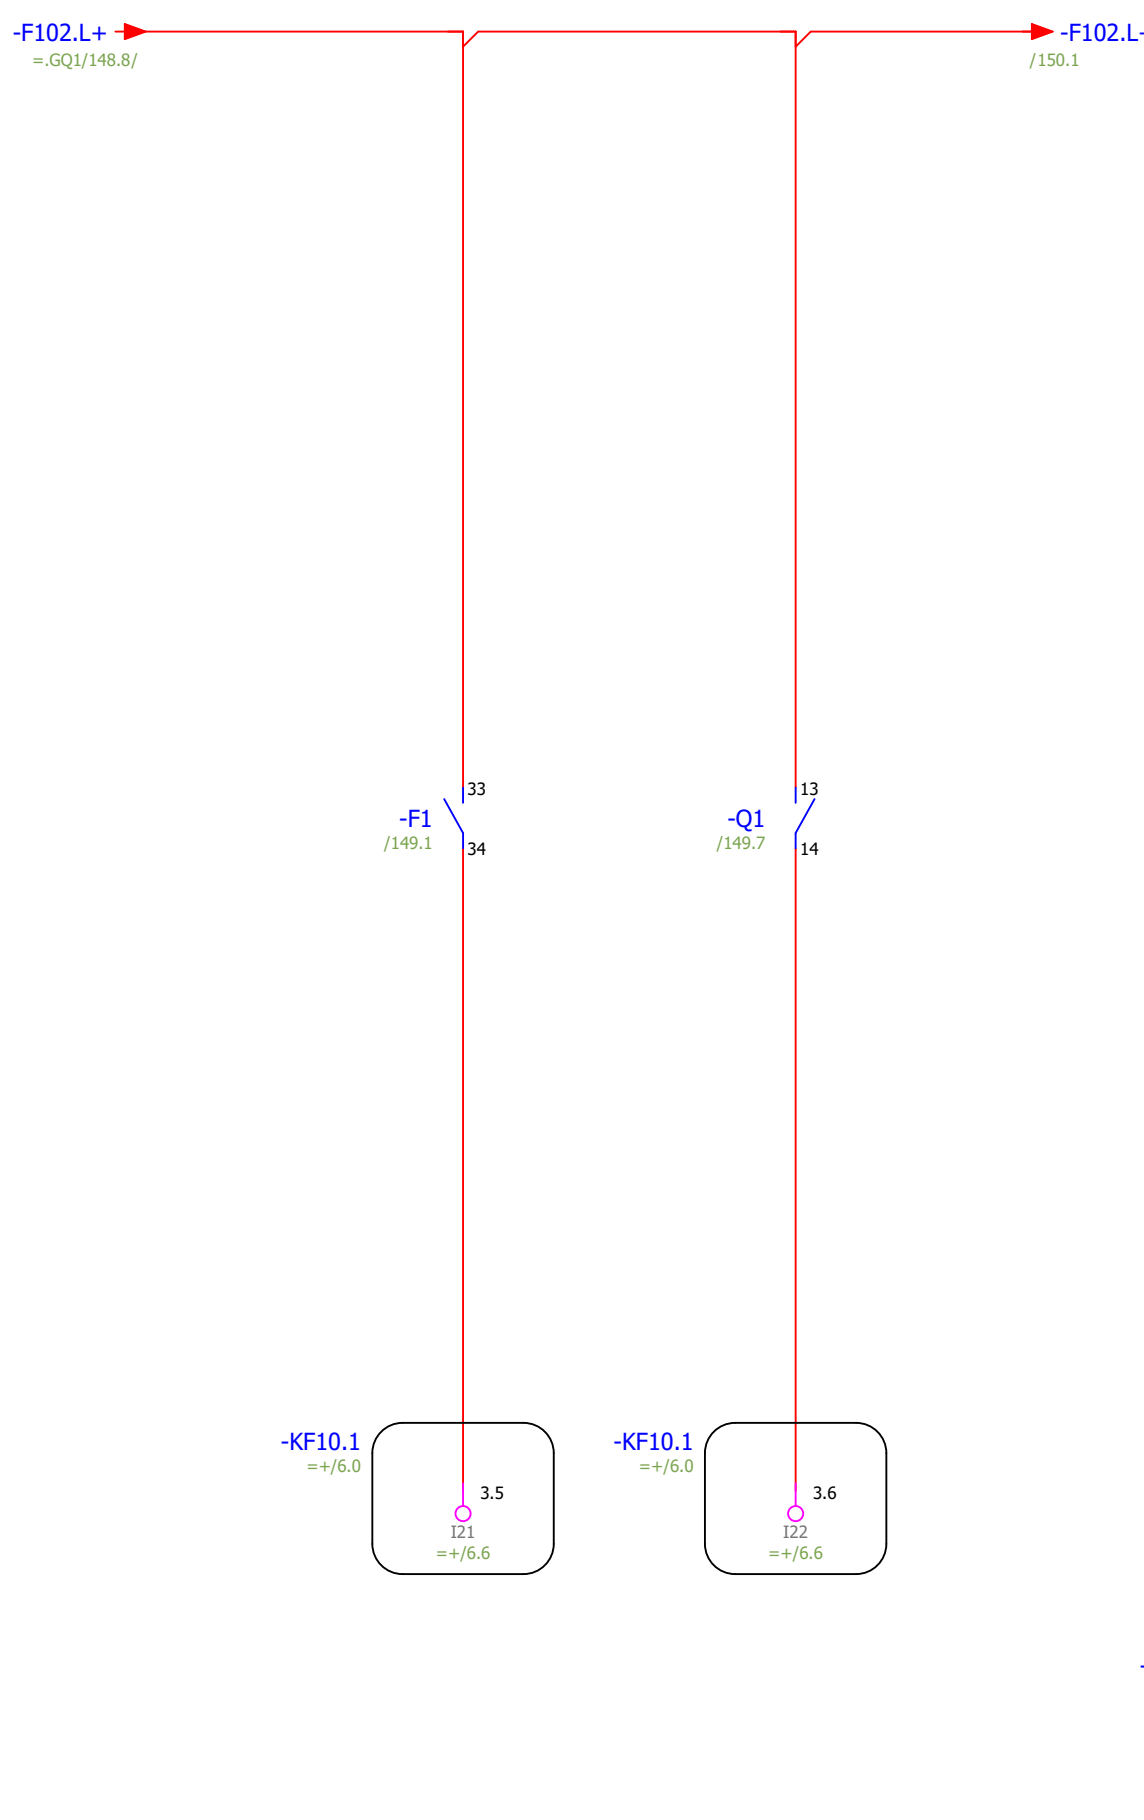 -F102.L+
=.GQ1/148.8/
-F102.L-
/150.1
33
-F1
/149.1
34
13
-Q1
/149.7
14
-KF10.1
=+/6.0
3.5
I21
=+/6.6
-KF10.1
=+/6.0
3.6
I22
=+/6.6
-